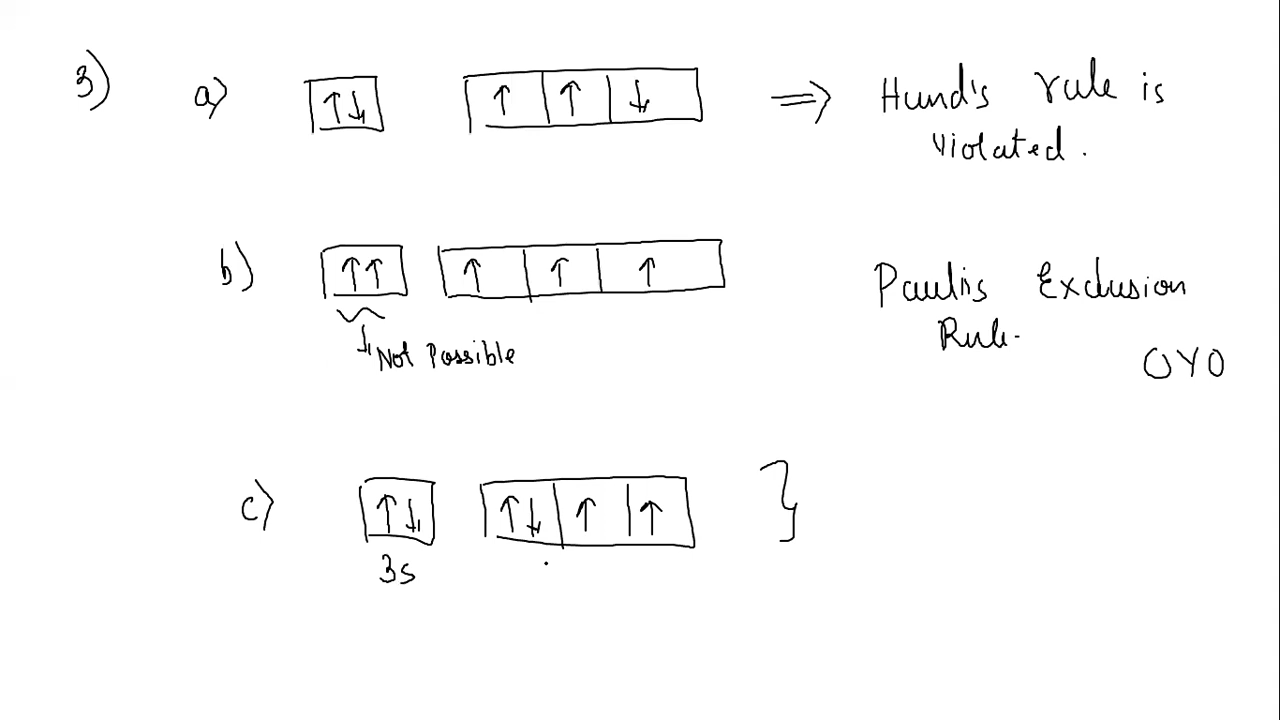 3) a) ↑↓ ↑ ↑ ↓ ⇒ Hund's rule is
violated.
b) ↑↑ ↑ ↑ ↑ Paulis Exclusion
Rule.
↓ Not Possible
OYO
c) ↑↓ ↑↓ ↑ ↑ }
3s